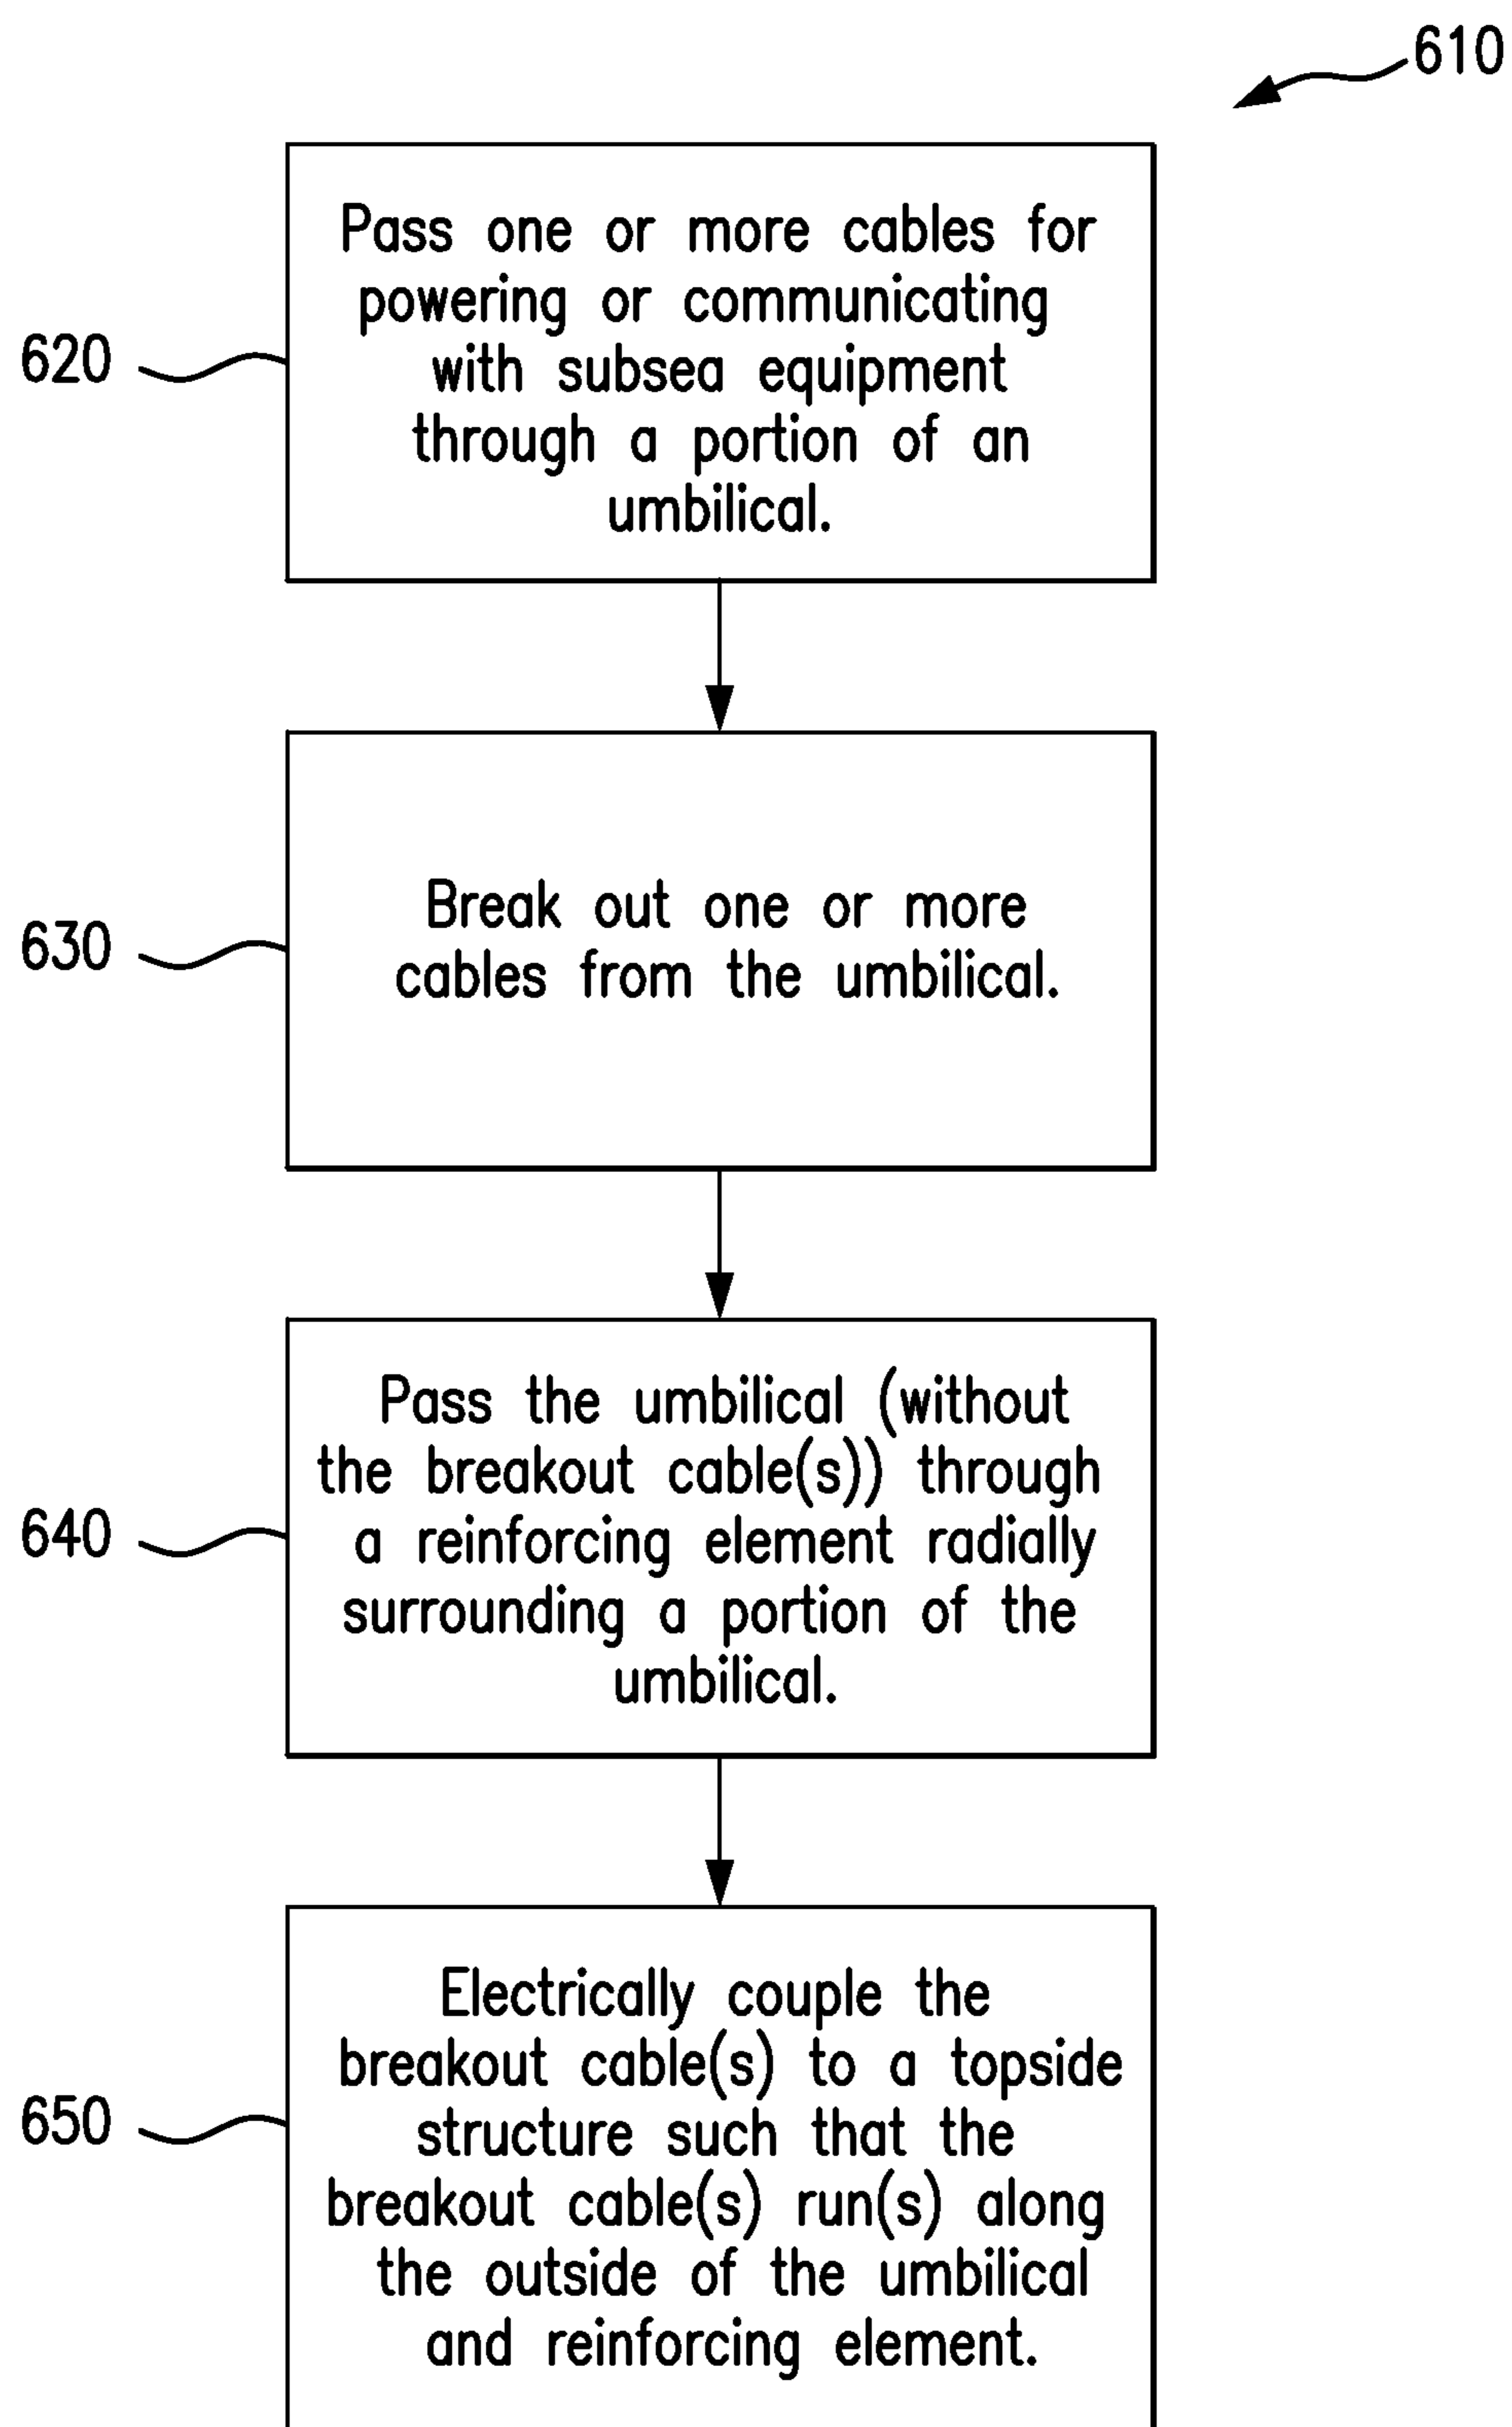 610
Pass one or more cables for
powering or communicating
with subsea equipment
through a portion of an
umbilical.
620
Break out one or more
cables from the umbilical.
630
Pass the umbilical (without
the breakout cable(s)) through
a reinforcing element radially
surrounding a portion of the
umbilical.
640
Electrically couple the
breakout cable(s) to a topside
structure such that the
breakout cable(s) run(s) along
the outside of the umbilical
and reinforcing element.
650